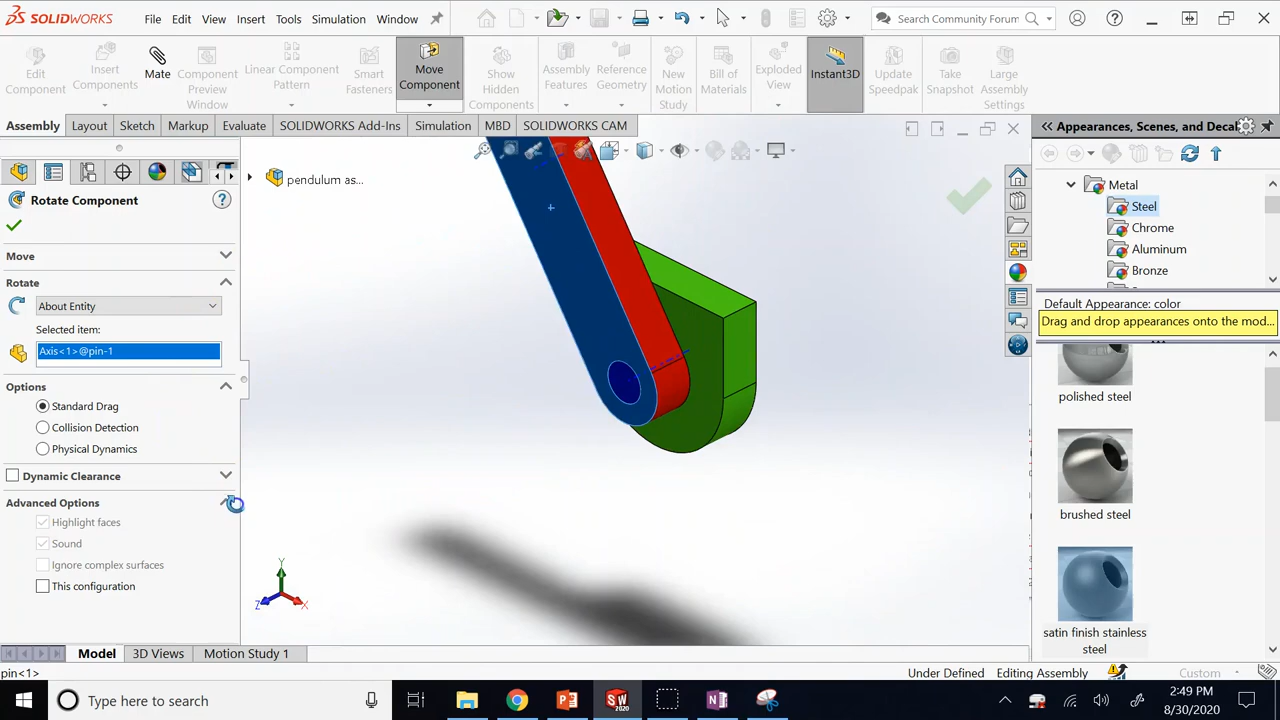 SOLIDWORKS
File Edit View Insert Tools Simulation Window
Search Community Forum
Edit Component
Insert Components
Mate
Component Preview Window
Linear Component Pattern
Smart Fasteners
Move Component
Show Hidden Components
Assembly Features
Reference Geometry
New Motion Study
Bill of Materials
Exploded View
Instant3D
Update Speedpak
Take Snapshot
Large Assembly Settings
Assembly Layout Sketch Markup Evaluate SOLIDWORKS Add-Ins Simulation MBD SOLIDWORKS CAM
Appearances, Scenes, and Decal
pendulum as...
Rotate Component
Move
Rotate
About Entity
Selected item:
Axis<1>@pin-1
Options
Standard Drag
Collision Detection
Physical Dynamics
Dynamic Clearance
Advanced Options
Highlight faces
Sound
Ignore complex surfaces
This configuration
Y
Z
X
Metal
Steel
Chrome
Aluminum
Bronze
Default Appearance: color
Drag and drop appearances onto the mod...
polished steel
brushed steel
satin finish stainless
steel
Model 3D Views Motion Study 1
pin<1>
Under Defined Editing Assembly Custom
Type here to search
SW
2020
2:49 PM
8/30/2020